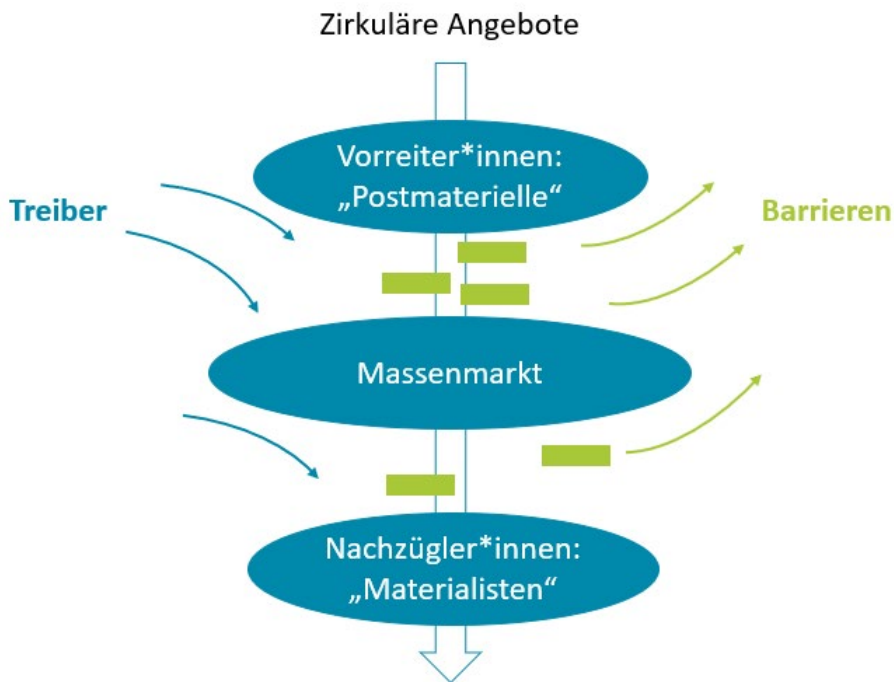 Zirkuläre Angebote
Vorreiter*innen:
„Postmaterielle“
Treiber
Barrieren
Massenmarkt
Nachzügler*innen:
„Materialisten“